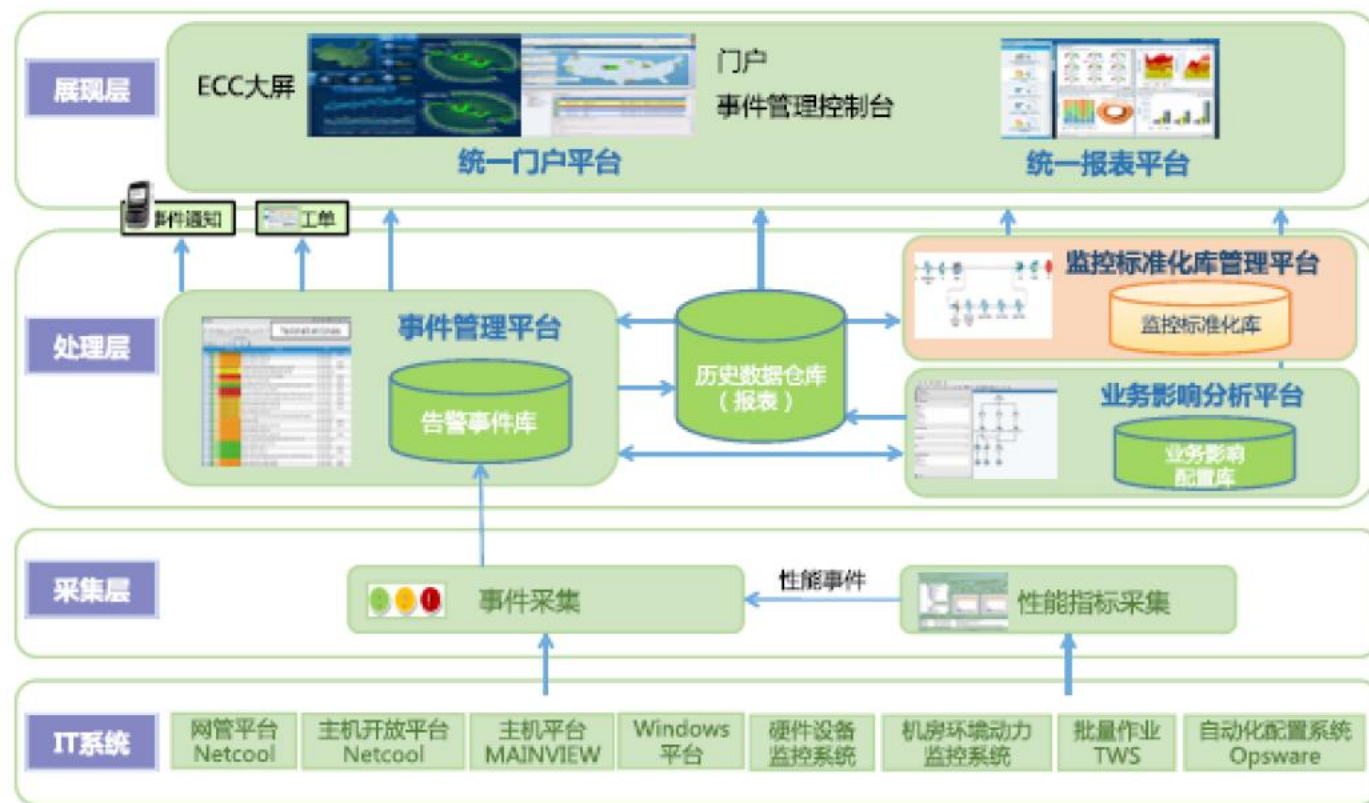 展现层
ECC大屏
门户
事件管理控制台
统一门户平台
统一报表平台
事件通知
工单
处理层
事件管理平台
告警事件库
历史数据仓库
（报表）
监控标准化库管理平台
监控标准化库
业务影响分析平台
业务影响
配置库
采集层
事件采集
性能事件
性能指标采集
IT系统
网管平台
Netcool
主机开放平台
Netcool
主机平台
MAINVIEW
Windows
平台
硬件设备
监控系统
机房环境动力
监控系统
批量作业
TWS
自动化配置系统
Opsware